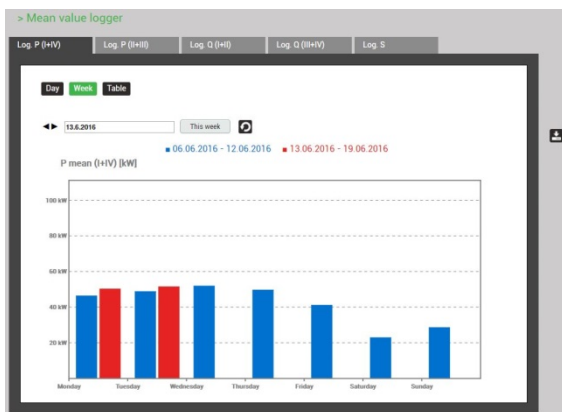 > Mean value logger
Log. P (I+IV) Log. P (II+III) Log. Q (I+II) Log. Q (III+IV) Log. S
Day Week Table
13.6.2016 This week
06.06.2016 - 12.06.2016 13.06.2016 - 19.06.2016
P mean (I+IV) [kW]
100 kW
80 kW
60 kW
40 kW
20 kW
Monday Tuesday Wednesday Thursday Friday Saturday Sunday